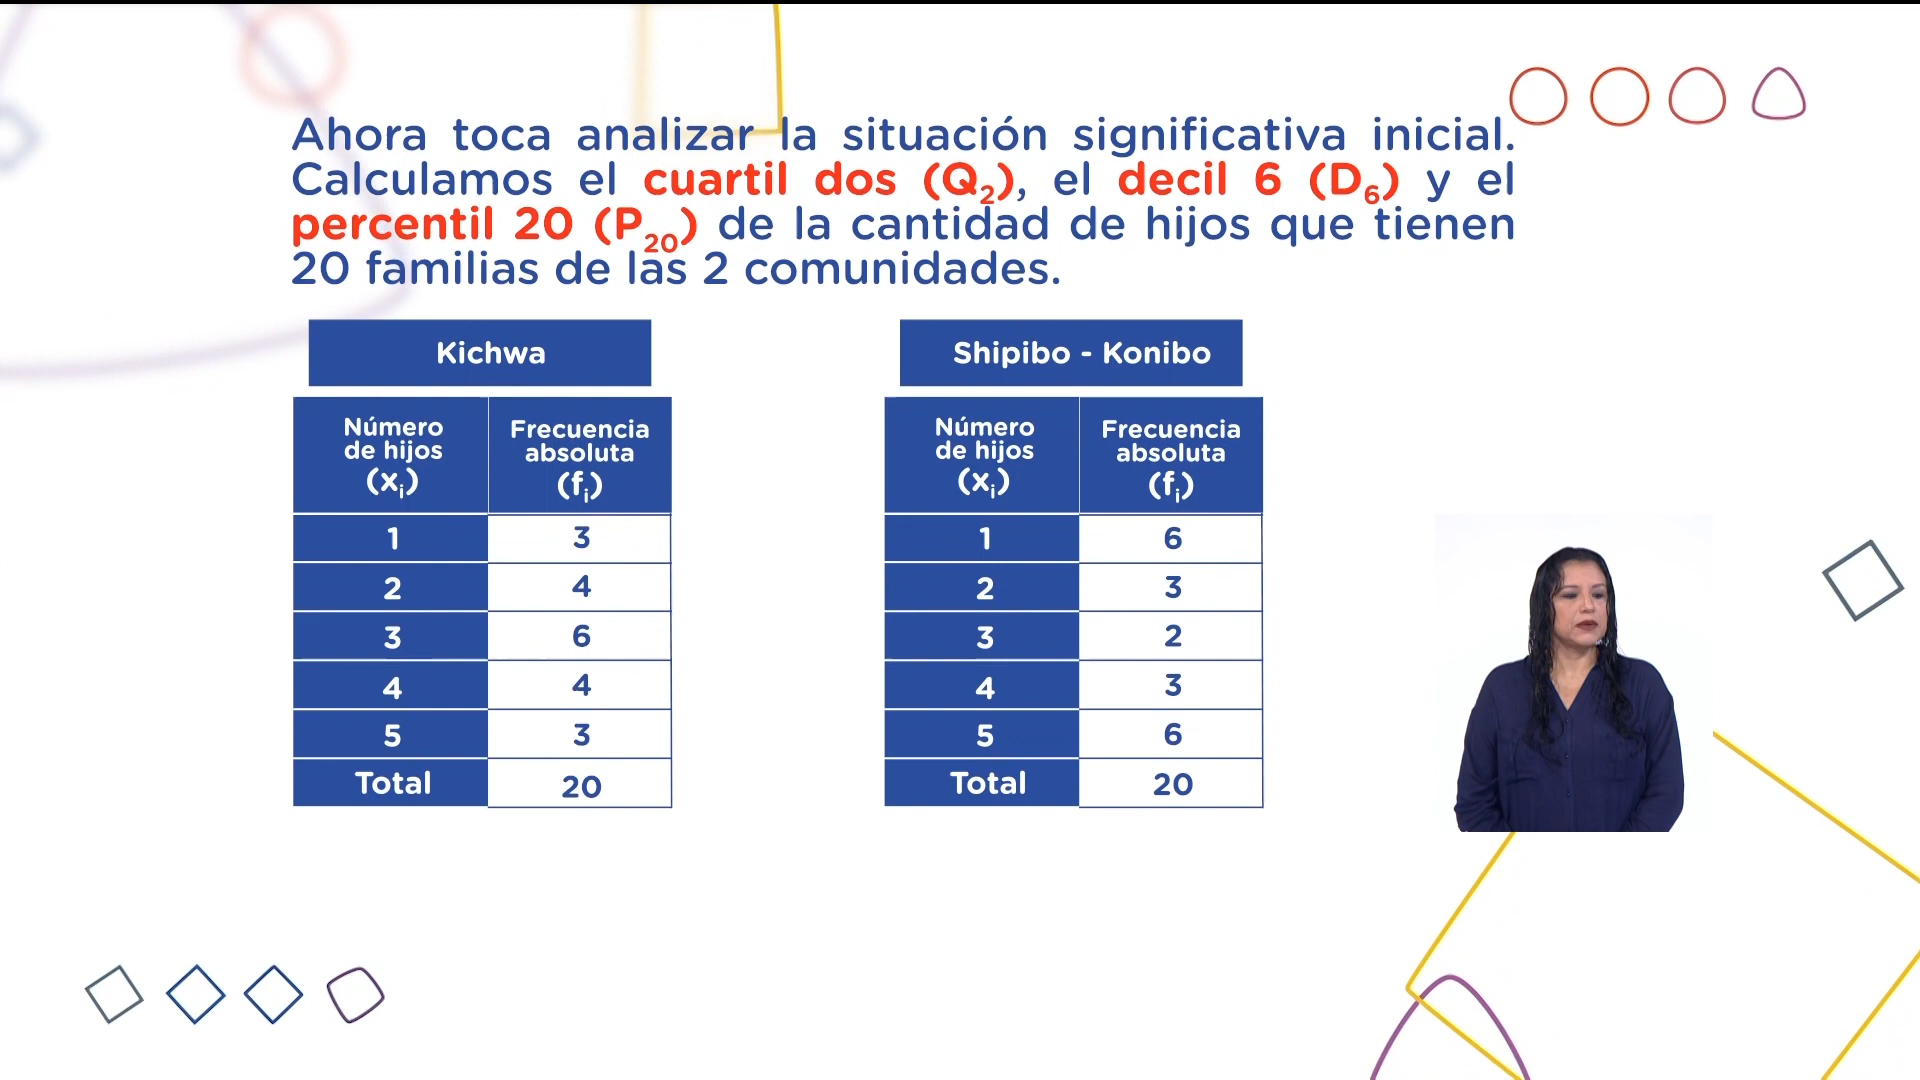 Ahora toca analizar la situación significativa inicial.
Calculamos el cuartil dos (Q₂), el decil 6 (D₆) y el
percentil 20 (P₂₀) de la cantidad de hijos que tienen
20 familias de las 2 comunidades.
Kichwa
Número de hijos (xᵢ) Frecuencia absoluta (fᵢ)
1 3
2 4
3 6
4 4
5 3
Total 20
Shipibo - Konibo
Número de hijos (xᵢ) Frecuencia absoluta (fᵢ)
1 6
2 3
3 2
4 3
5 6
Total 20